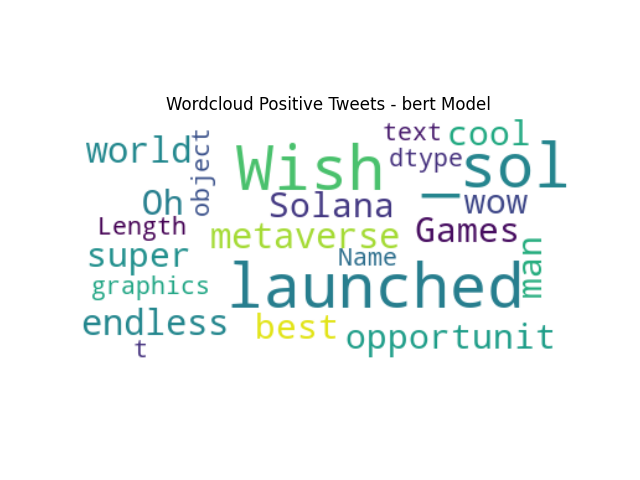 Wordcloud Positive Tweets - bert Model
text
cool
world
object
Wish
dtype
_sol
Oh
Solana
wow
Length
metaverse
Games
super
Name
man
graphics
launched
endless
best
opportunit
t